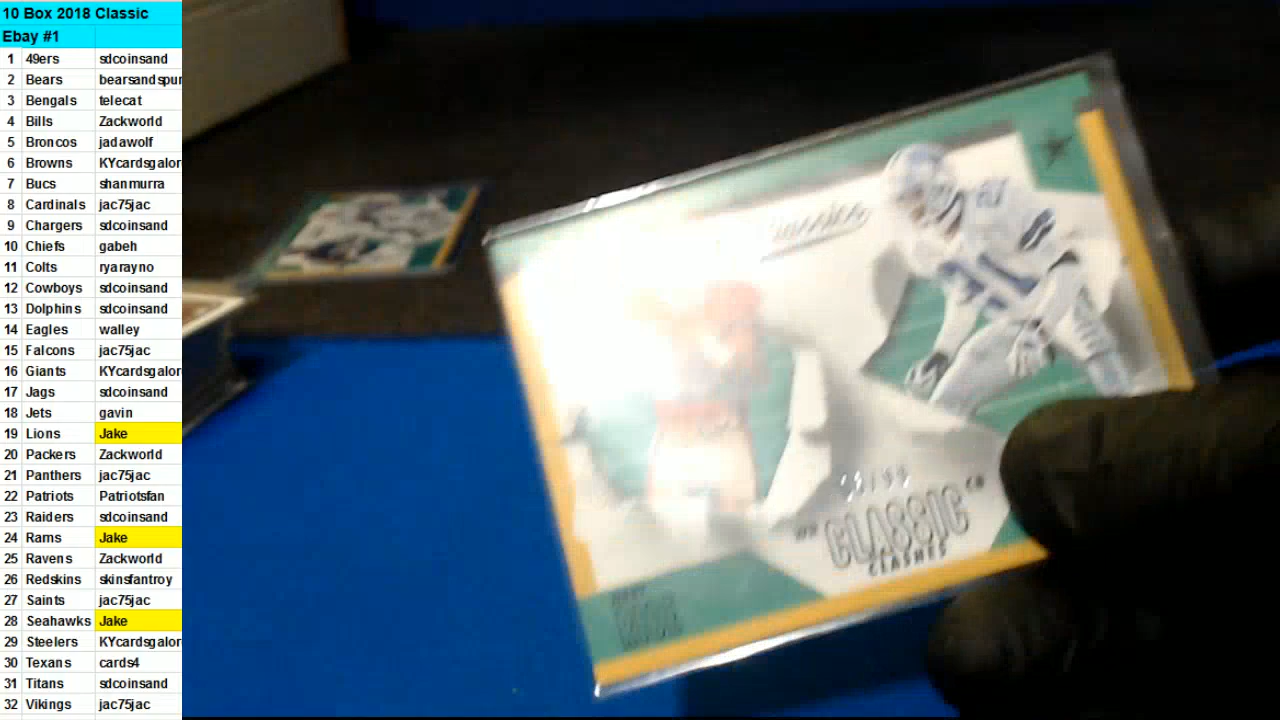 10 Box 2018 Classic
Ebay #1
1 49ers sdcoinsand
2 Bears bearsandspur
3 Bengals telecat
4 Bills Zackworld
5 Broncos jadawolf
6 Browns KYcardsgalor
7 Bucs shanmurra
8 Cardinals jac75jac
9 Chargers sdcoinsand
10 Chiefs gabeh
11 Colts ryarayno
12 Cowboys sdcoinsand
13 Dolphins sdcoinsand
14 Eagles walley
15 Falcons jac75jac
16 Giants KYcardsgalor
17 Jags sdcoinsand
18 Jets gavin
19 Lions Jake
20 Packers Zackworld
21 Panthers jac75jac
22 Patriots Patriotsfan
23 Raiders sdcoinsand
24 Rams Jake
25 Ravens Zackworld
26 Redskins skinsfantroy
27 Saints jac75jac
28 Seahawks Jake
29 Steelers KYcardsgalor
30 Texans cards4
31 Titans sdcoinsand
32 Vikings jac75jac
Classics
31
CB
CLASSIC
CLASHES